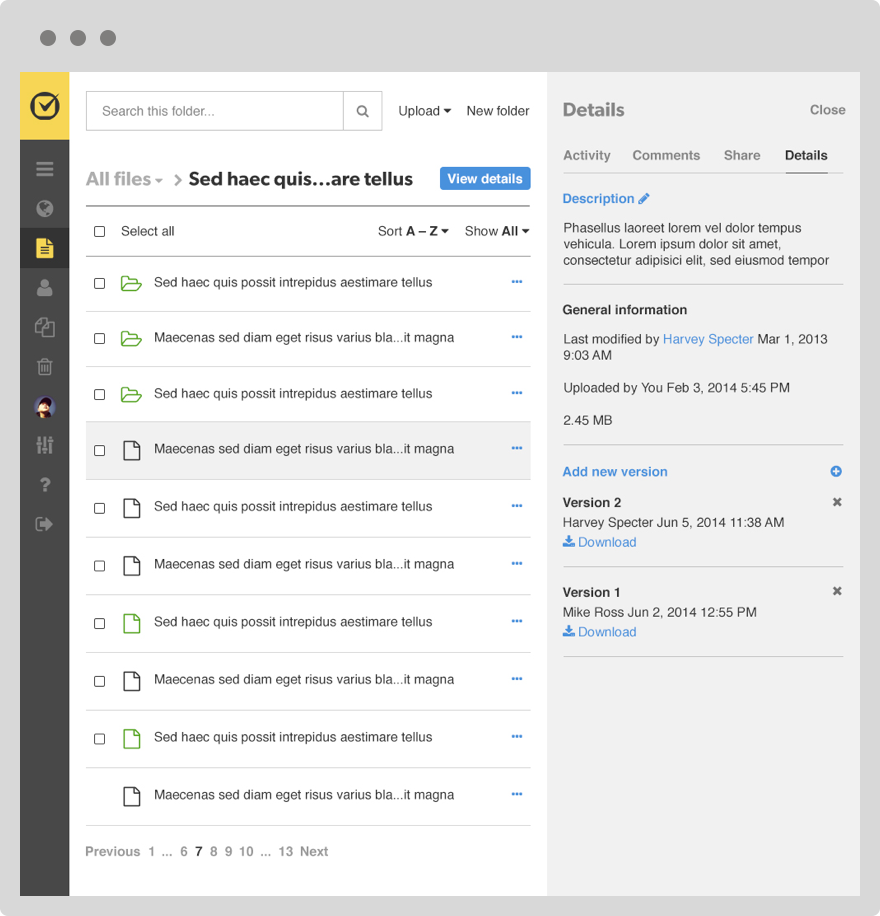 Search this folder...
Upload
New folder
All files > Sed haec quis...are tellus
View details
Select all
Sort A – Z
Show All
Sed haec quis possit intrepidus aestimare tellus
Maecenas sed diam eget risus varius bla...it magna
Sed haec quis possit intrepidus aestimare tellus
Maecenas sed diam eget risus varius bla...it magna
Sed haec quis possit intrepidus aestimare tellus
Maecenas sed diam eget risus varius bla...it magna
Sed haec quis possit intrepidus aestimare tellus
Maecenas sed diam eget risus varius bla...it magna
Sed haec quis possit intrepidus aestimare tellus
Maecenas sed diam eget risus varius bla...it magna
Previous 1 ... 6 7 8 9 10 ... 13 Next
Details
Close
Activity
Comments
Share
Details
Description
Phasellus laoreet lorem vel dolor tempus
vehicula. Lorem ipsum dolor sit amet,
consectetur adipisici elit, sed eiusmod tempor
General information
Last modified by Harvey Specter Mar 1, 2013
9:03 AM
Uploaded by You Feb 3, 2014 5:45 PM
2.45 MB
Add new version
Version 2
Harvey Specter Jun 5, 2014 11:38 AM
Download
Version 1
Mike Ross Jun 2, 2014 12:55 PM
Download